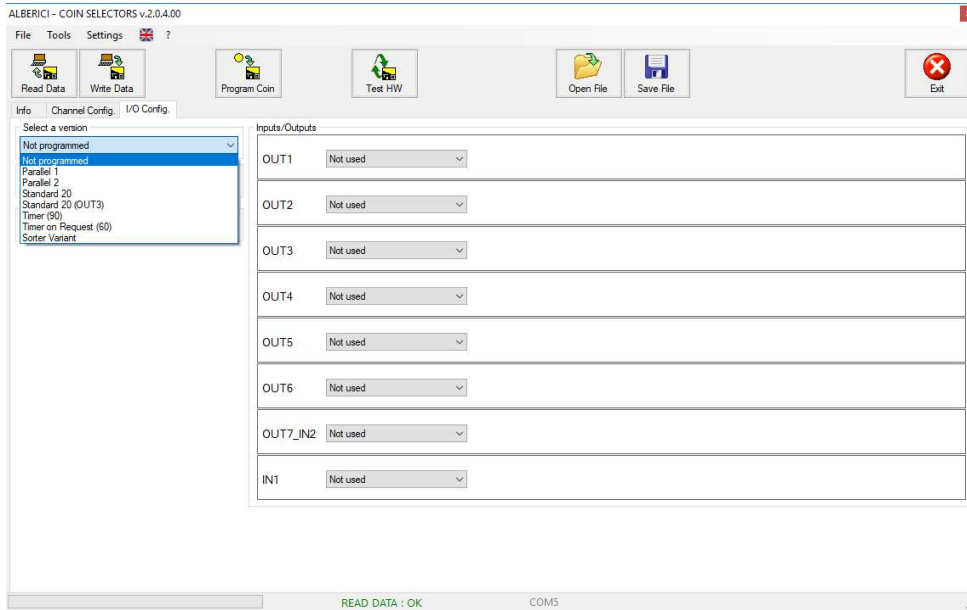 ALBERICI - COIN SELECTORS v.2.0.4.00
File Tools Settings ?
Read Data Write Data Program Coin Test HW Open File Save File Exit
Info Channel Config. I/O Config.
Select a version
Not programmed
Not programmed
Parallel 1
Parallel 2
Standard 20
Standard 20 (OUT3)
Timer (90)
Timer on Request (60)
Sorter Variant
Inputs/Outputs
OUT1 Not used
OUT2 Not used
OUT3 Not used
OUT4 Not used
OUT5 Not used
OUT6 Not used
OUT7_IN2 Not used
IN1 Not used
READ DATA : OK COM5